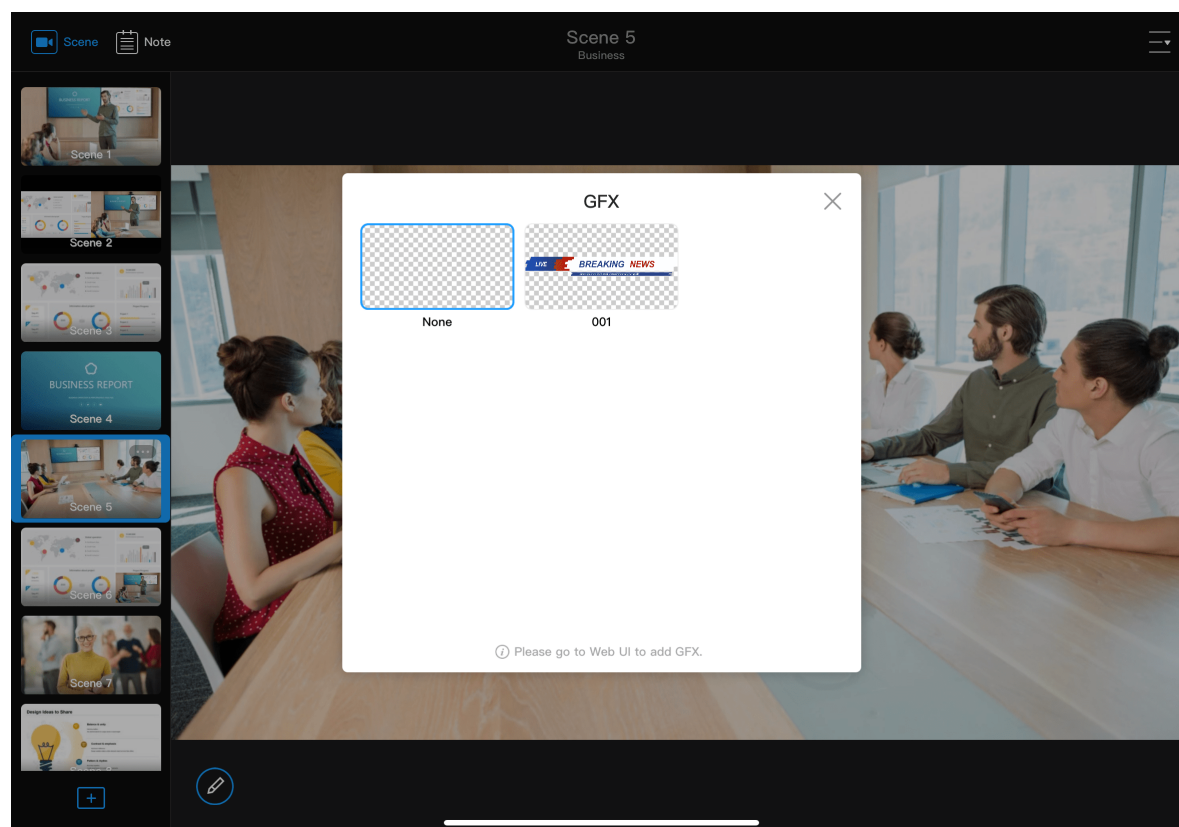 Scene
Note
Scene 5
Business
Scene 1
Scene 2
Scene 3
BUSINESS REPORT
Scene 4
Scene 5
Scene 6
Scene 7
Design Ideas to Share
GFX
LIVE
BREAKING NEWS
None
001
Please go to Web UI to add GFX.